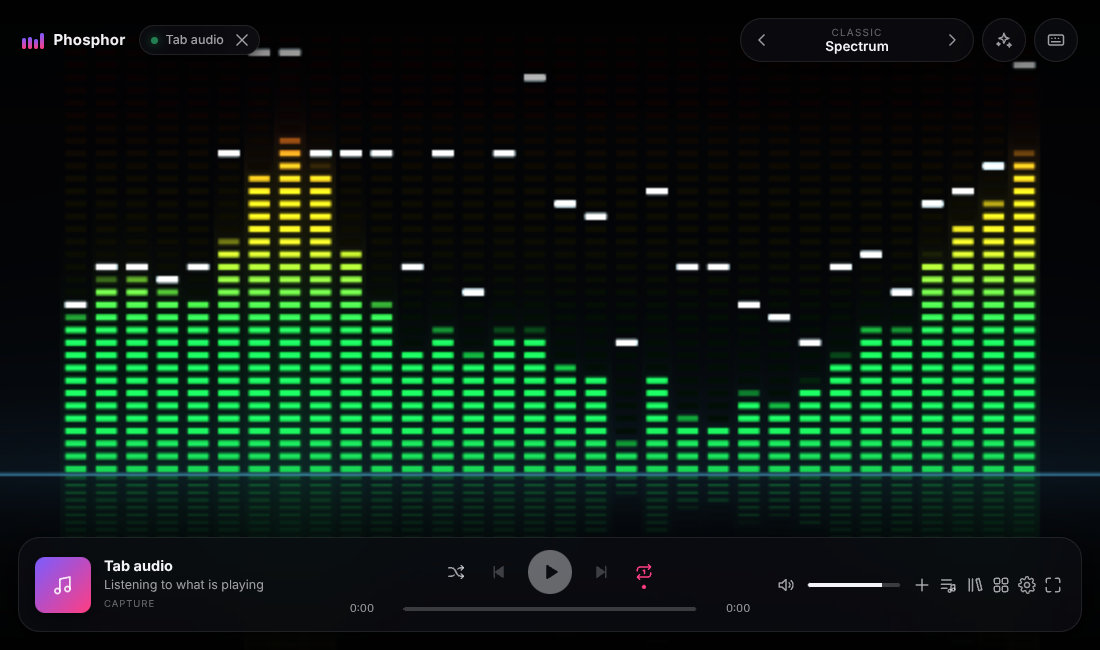 Phosphor
Tab audio
CLASSIC
Spectrum
Tab audio
Listening to what is playing
CAPTURE
0:00
0:00